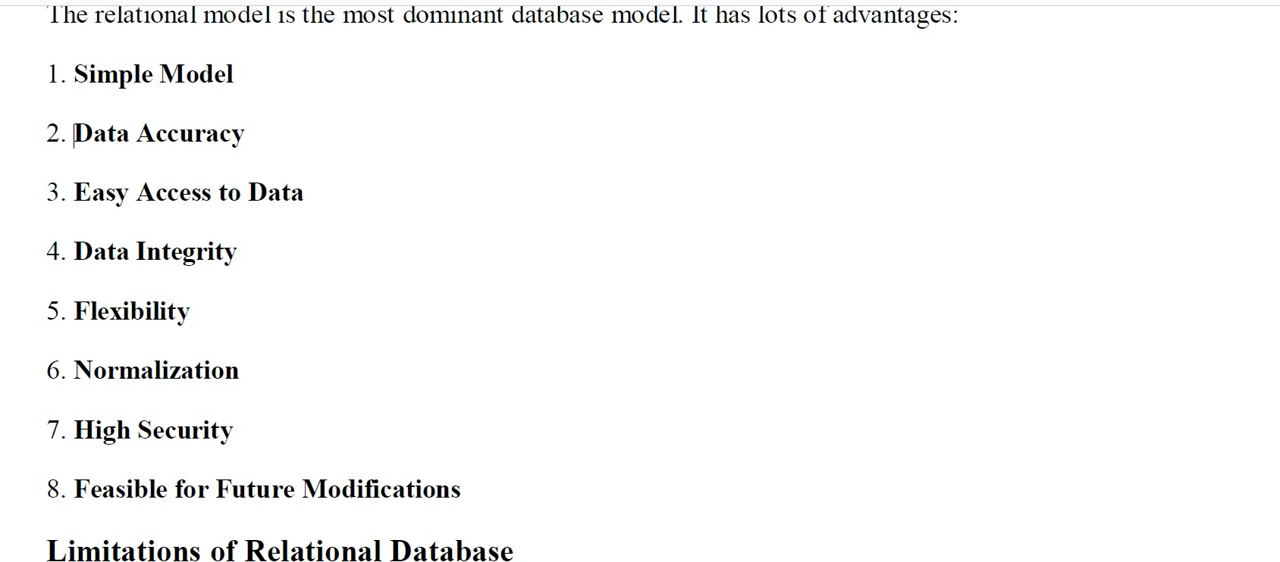 The relational model is the most dominant database model. It has lots of advantages:
1. Simple Model
2. Data Accuracy
3. Easy Access to Data
4. Data Integrity
5. Flexibility
6. Normalization
7. High Security
8. Feasible for Future Modifications
Limitations of Relational Database